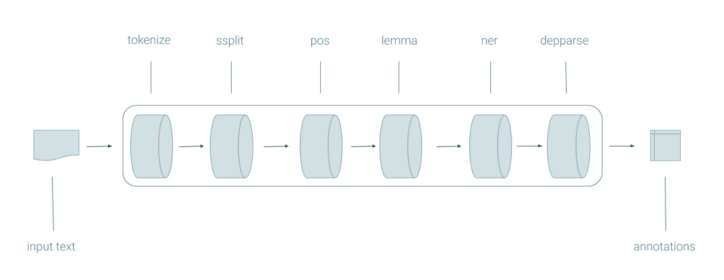 tokenize ssplit pos lemma ner depparse
input text annotations